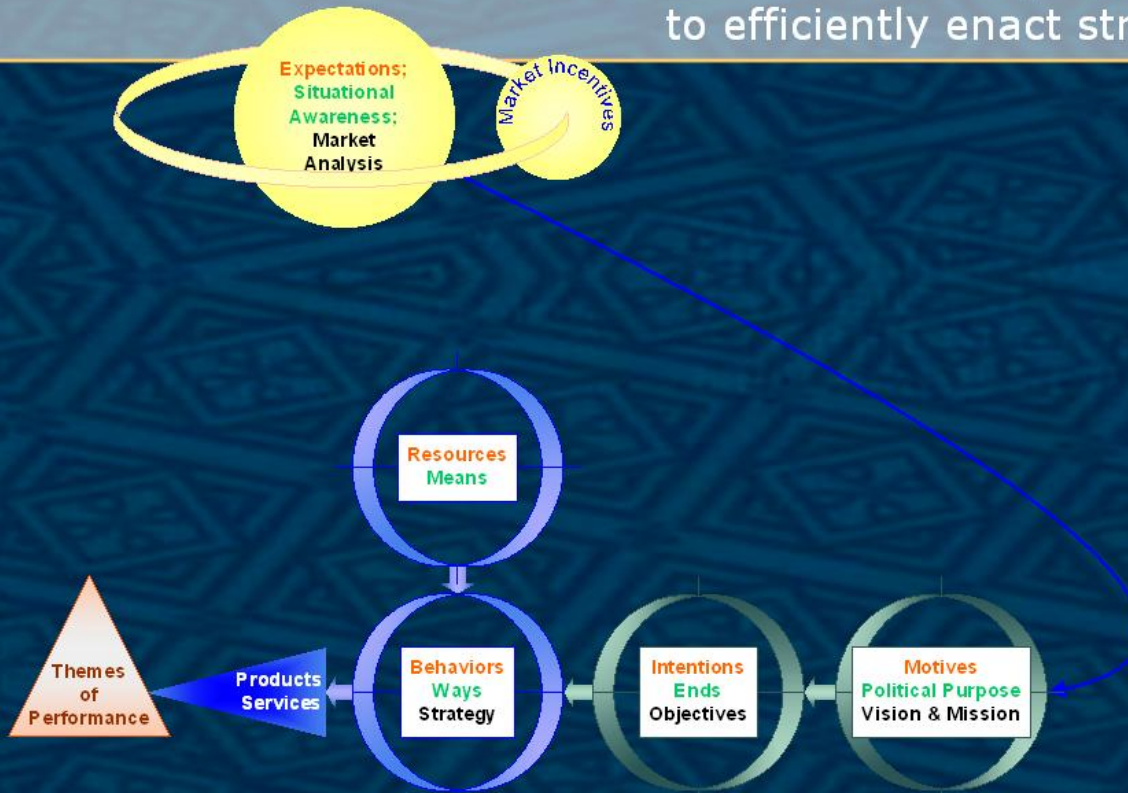 to efficiently enact str
Expectations;
Situational
Awareness;
Market
Analysis
Market Incentives
Resources
Means
Themes
of
Performance
Products
Services
Behaviors
Ways
Strategy
Intentions
Ends
Objectives
Motives
Political Purpose
Vision & Mission